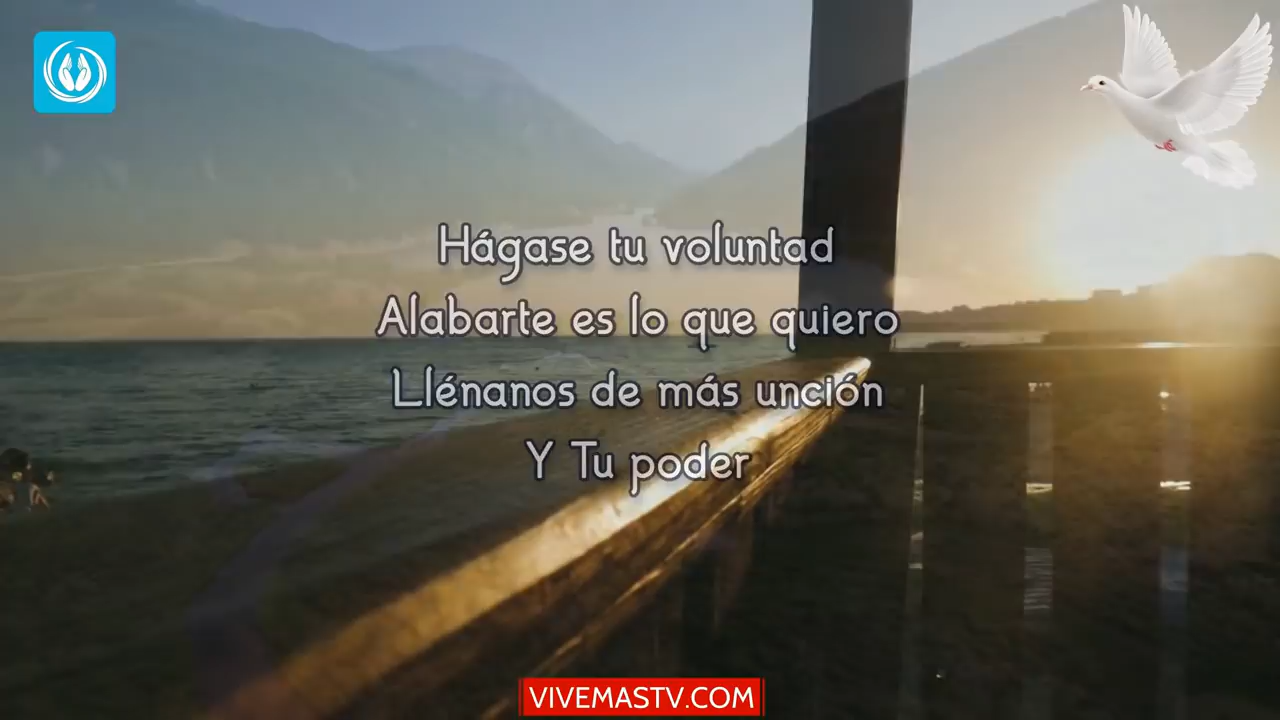 Hágase tu voluntad
Alabarte es lo que quiero
Llénanos de más unción
Y Tu poder
VIVEMASTV.COM